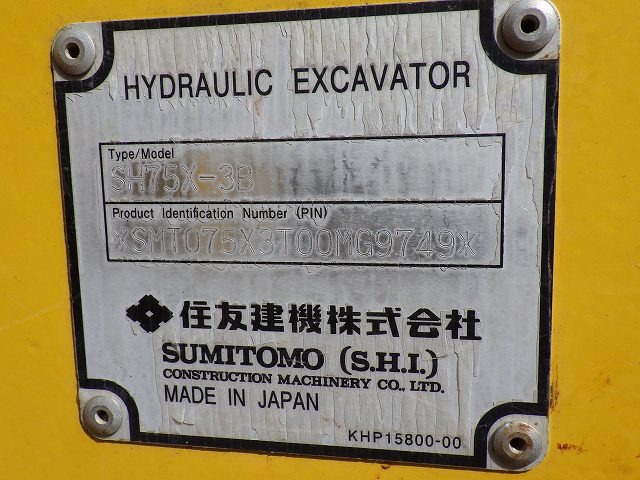 HYDRAULIC EXCAVATOR
Type/Model
SH75X-3B
Product Identification Number (PIN)
*SMT075X3T00MG9749*
住友建機株式会社
SUMITOMO (S.H.I.)
CONSTRUCTION MACHINERY CO., LTD.
MADE IN JAPAN
KHP15800-00